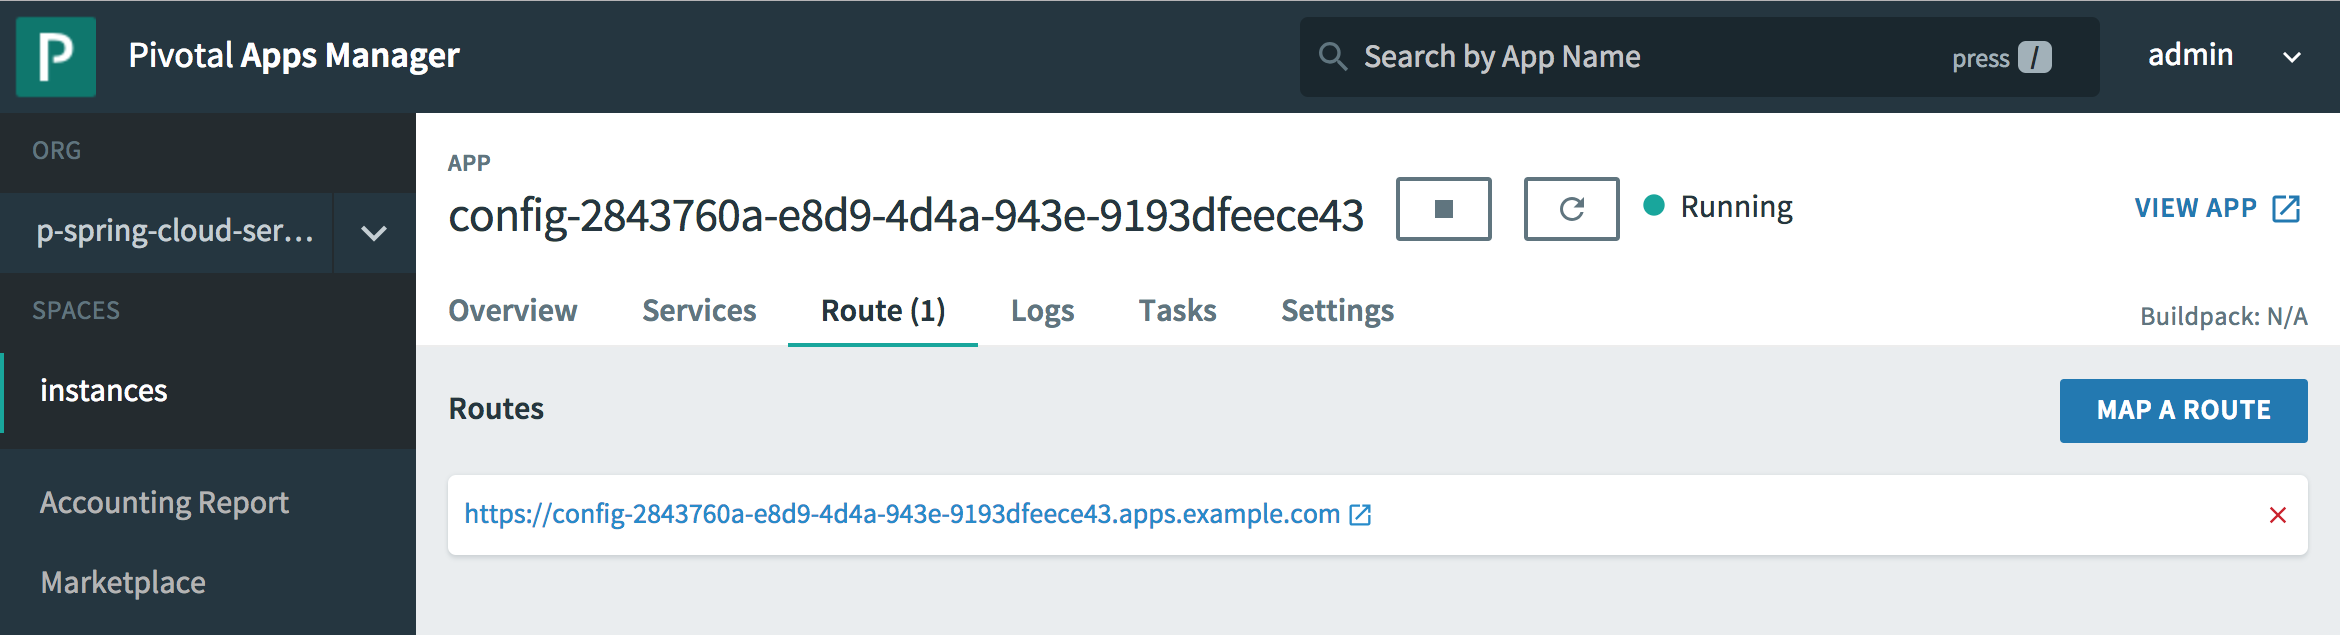 P
Pivotal Apps Manager
Search by App Name
press /
admin
ORG
p-spring-cloud-ser...
SPACES
instances
Accounting Report
Marketplace
APP
config-2843760a-e8d9-4d4a-943e-9193dfeece43
Running
VIEW APP
Overview Services Route (1) Logs Tasks Settings
Buildpack: N/A
Routes
MAP A ROUTE
https://config-2843760a-e8d9-4d4a-943e-9193dfeece43.apps.example.com